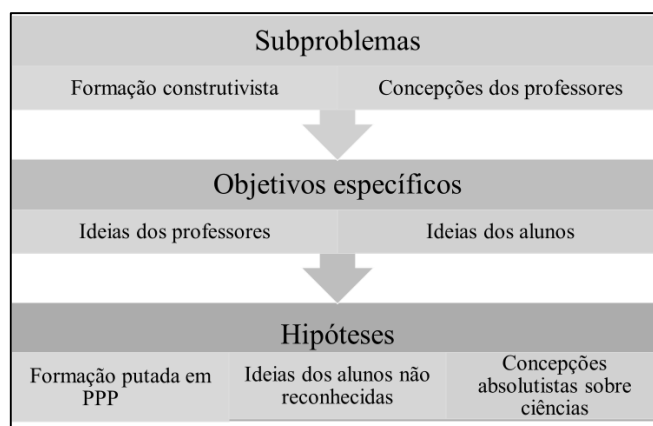 Subproblemas
Formação construtivista
Concepções dos professores
Objetivos específicos
Ideias dos professores
Ideias dos alunos
Hipóteses
Formação putada em
PPP
Ideias dos alunos não
reconhecidas
Concepções
absolutistas sobre
ciências